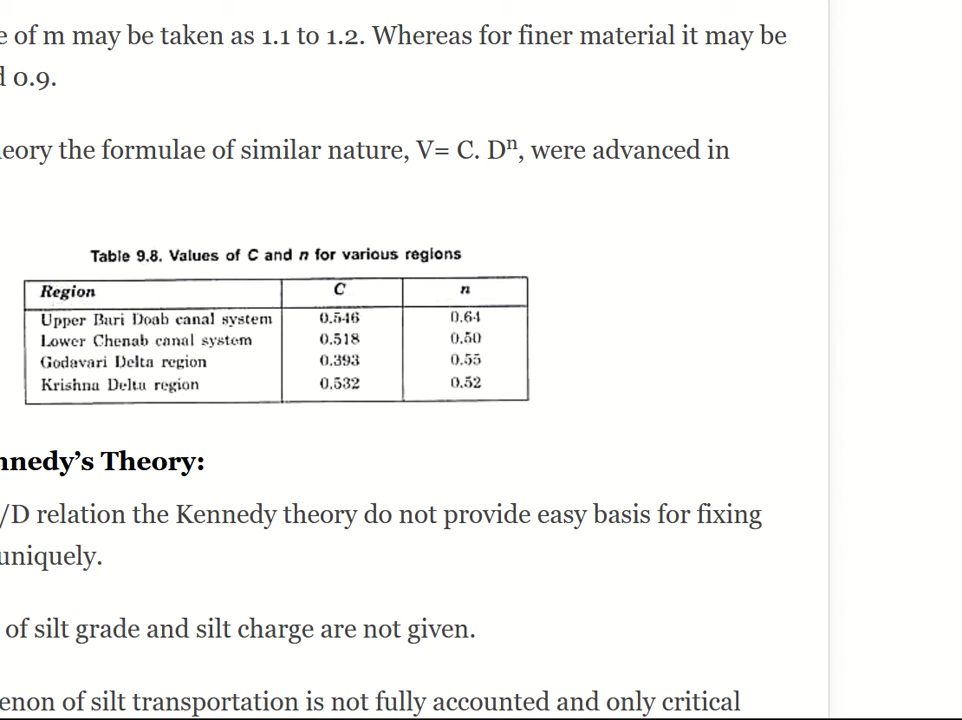 e of m may be taken as 1.1 to 1.2. Whereas for finer material it may be
d 0.9.
eory the formulae of similar nature, V= C. Dⁿ, were advanced in
Table 9.8. Values of C and n for various regions
Region C n
Upper Bari Doab canal system 0.546 0.64
Lower Chenab canal system 0.518 0.50
Godavari Delta region 0.393 0.55
Krishna Delta region 0.532 0.52
nnedy's Theory:
/D relation the Kennedy theory do not provide easy basis for fixing
uniquely.
of silt grade and silt charge are not given.
enon of silt transportation is not fully accounted and only critical